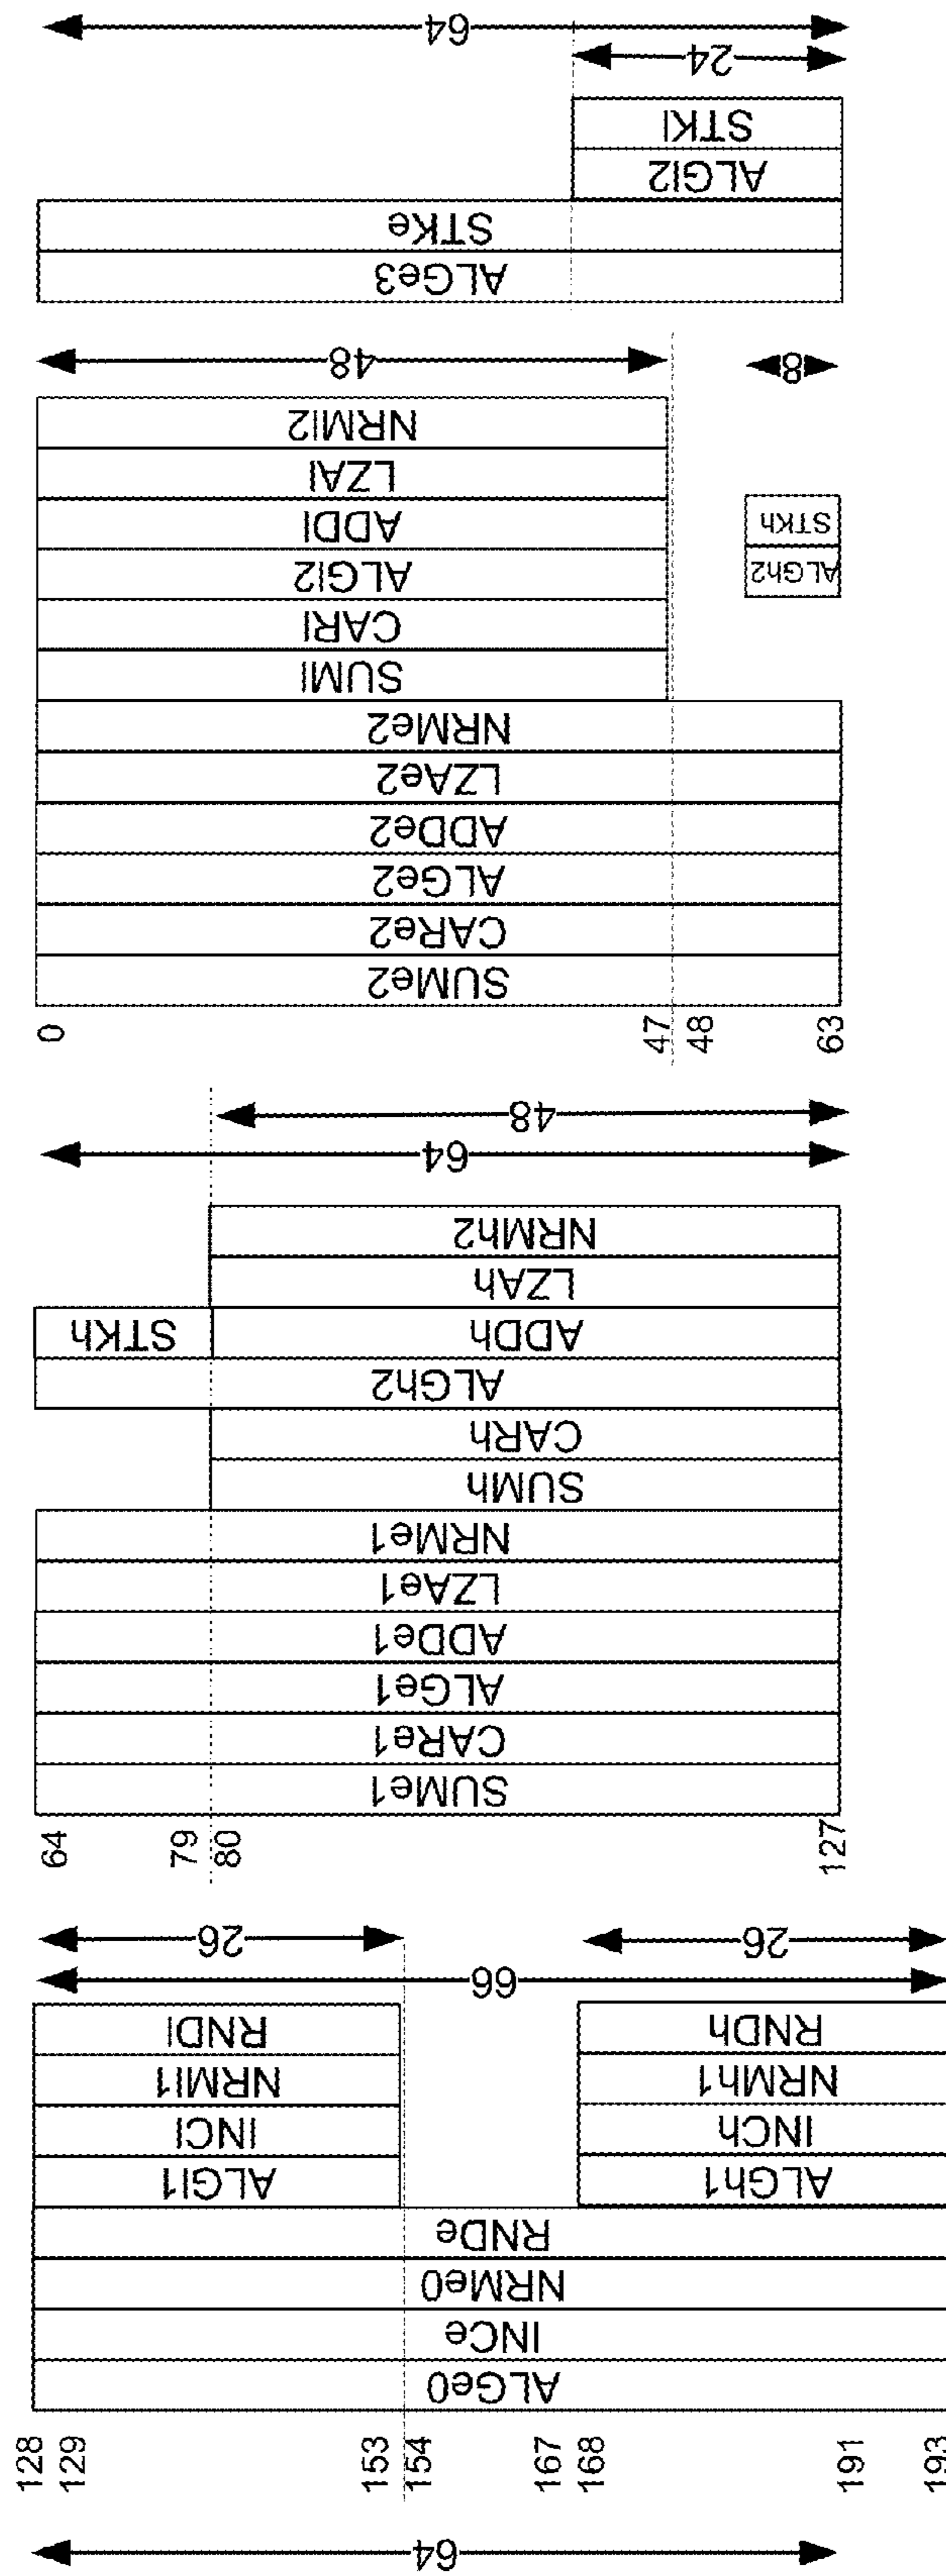 64
193 191 168 167 154 153 129 128
ALGe0
INCe
NRMe0
RNDe
ALGh1 ALGl1
INCh INCl
NRMh1 NRMl1
RNDh RNDl
66
26 26
127 80 79 64
SUMe1
CARe1
ALGe1
ADDe1
LZAe1
NRMe1
SUMh
CARh
ALGh2
ADDh STKh
LZAh
NRMh2
64
48
63 48 47 0
SUMe2
CARe2
ALGe2
ADDe2
LZAe2
NRMe2
SUMl
CARl
ALGh2 ALGl2
STKh ADDl
LZAl
NRMl2
8 48
ALGe3
STKe
ALGl2
STKl
24
64